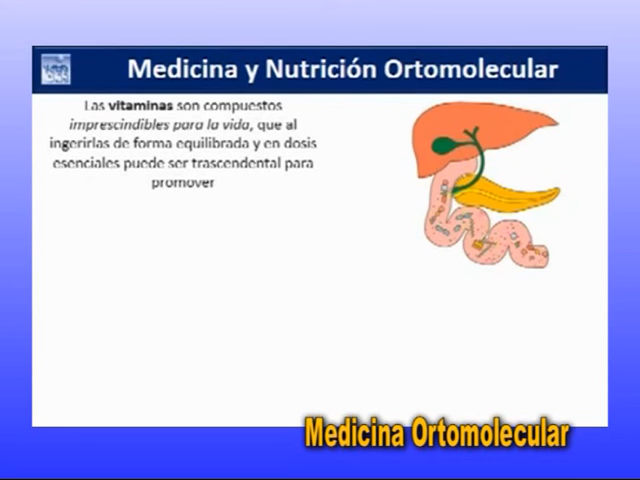 Medicina y Nutrición Ortomolecular
Las vitaminas son compuestos
imprescindibles para la vida, que al
ingerirlas de forma equilibrada y en dosis
esenciales puede ser trascendental para
promover
Medicina Ortomolecular